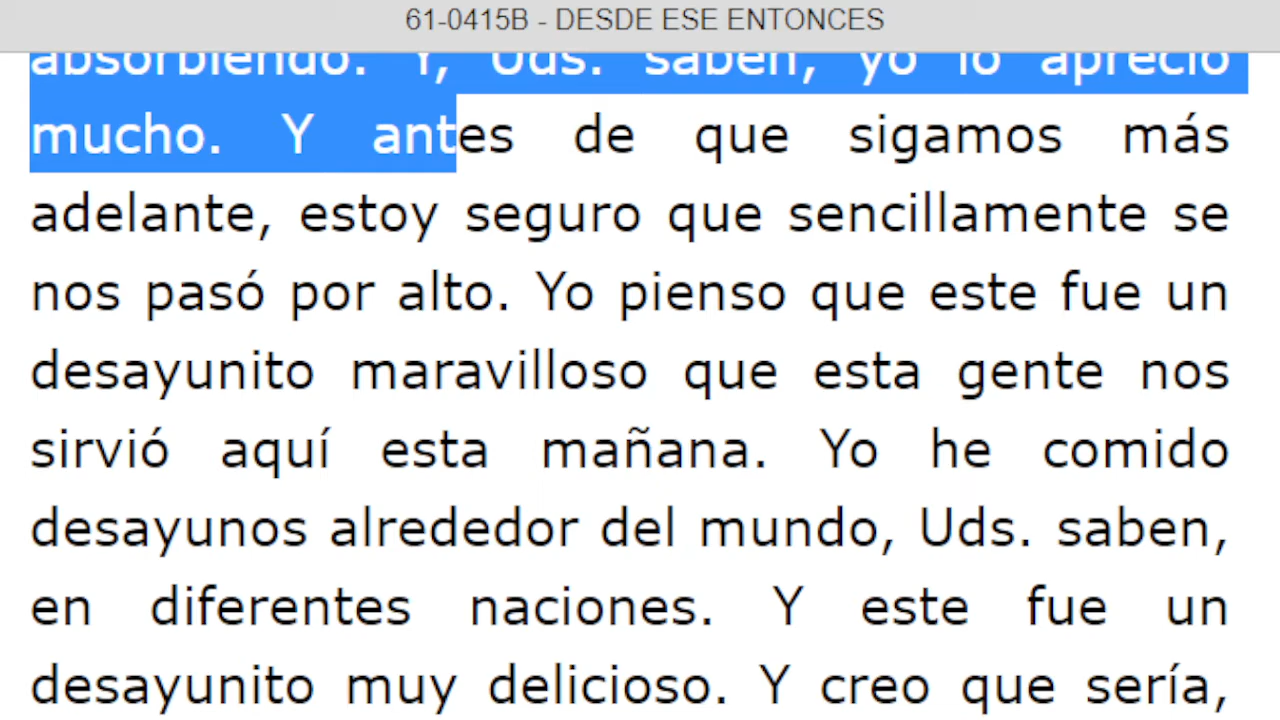 61-0415B - DESDE ESE ENTONCES
absorbiendo. Y, Uds. saben, yo lo aprecio
mucho. Y antes de que sigamos más
adelante, estoy seguro que sencillamente se
nos pasó por alto. Yo pienso que este fue un
desayunito maravilloso que esta gente nos
sirvió aquí esta mañana. Yo he comido
desayunos alrededor del mundo, Uds. saben,
en diferentes naciones. Y este fue un
desayunito muy delicioso. Y creo que sería,